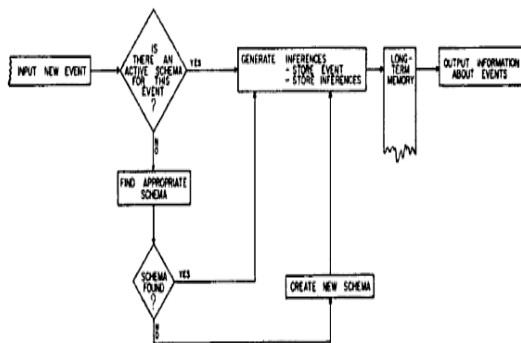 INPUT NEW EVENT
IS
THERE AN
ACTIVE SCHEMA
FOR THIS
EVENT
?
YES
NO
GENERATE INFERENCES
- STORE EVENT
- STORE INFERENCES
LONG-
TERM
MEMORY
OUTPUT INFORMATION
ABOUT EVENTS
FIND APPROPRIATE
SCHEMA
SCHEMA
FOUND
?
YES
NO
CREATE NEW SCHEMA